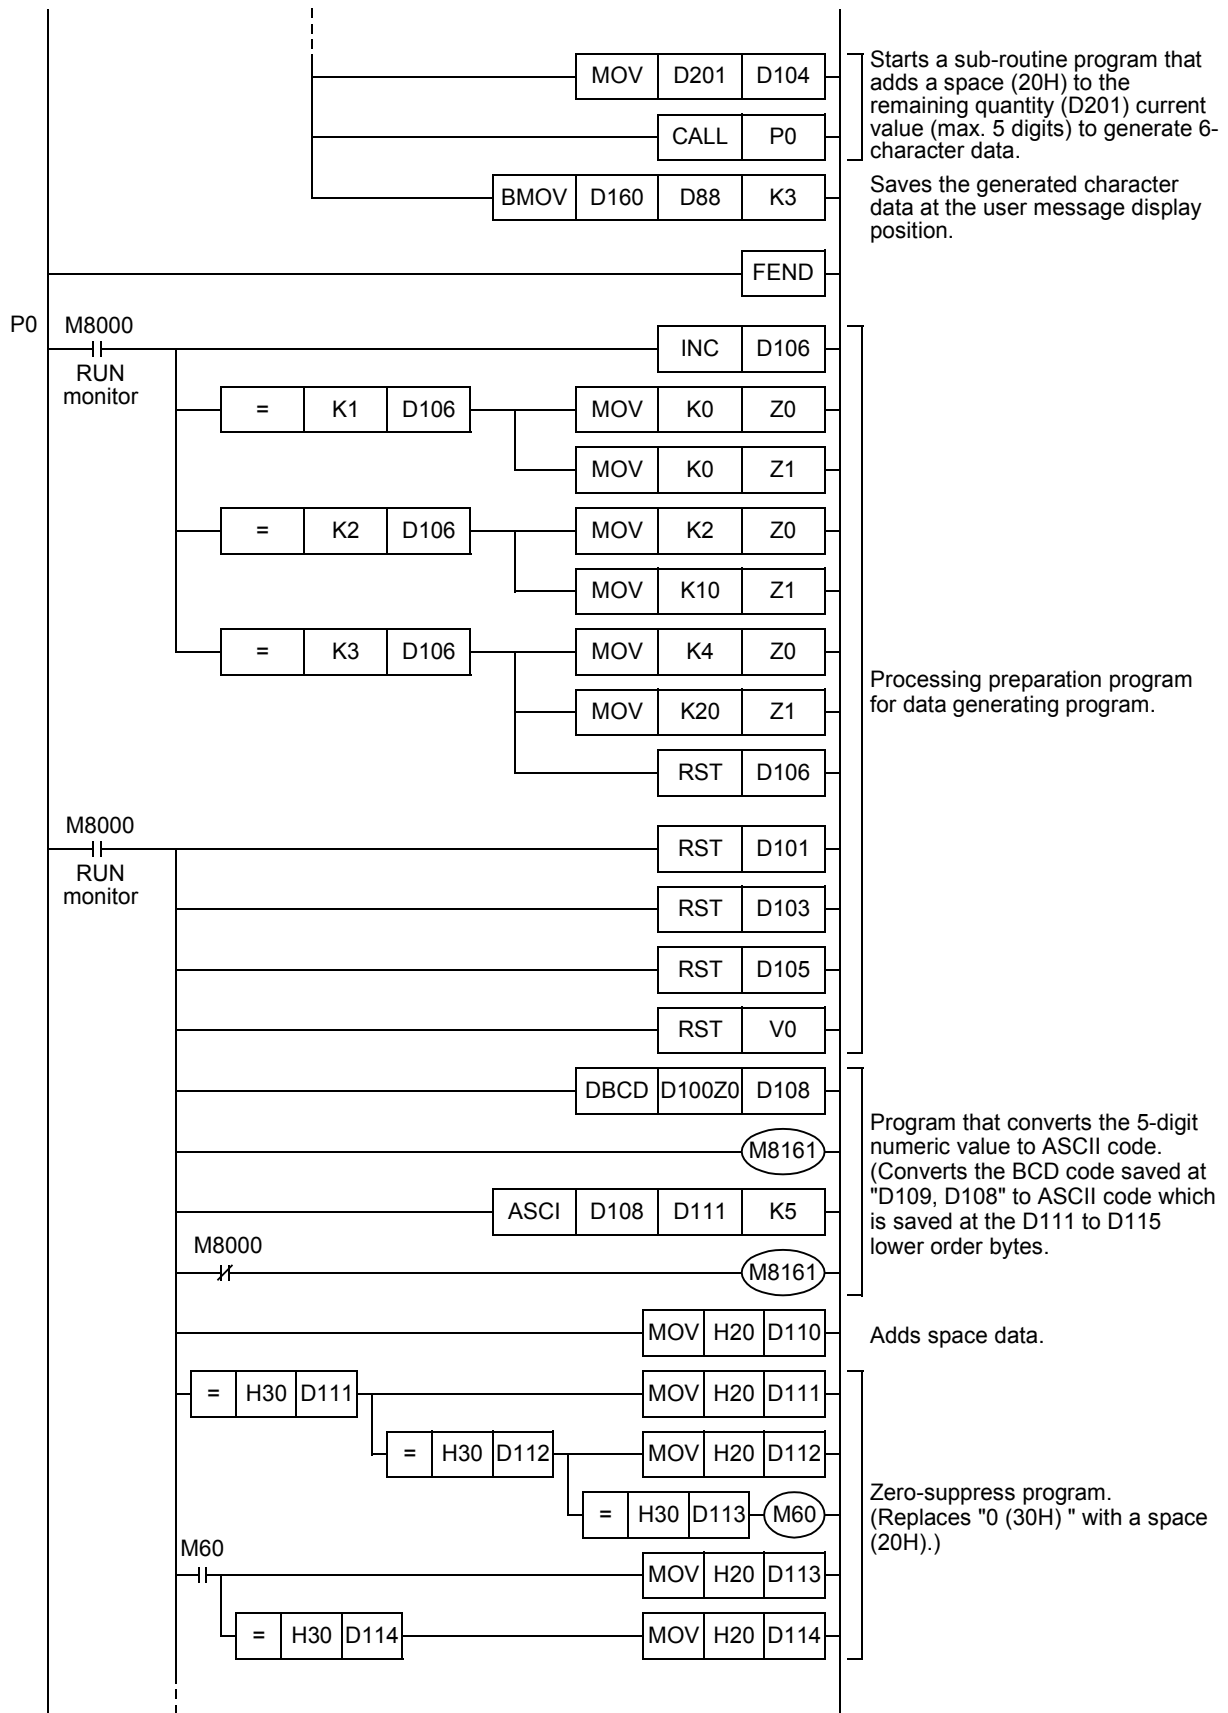 MOV D201 D104
Starts a sub-routine program that
adds a space (20H) to the
remaining quantity (D201) current
value (max. 5 digits) to generate 6-
character data.
CALL P0
BMOV D160 D88 K3
Saves the generated character
data at the user message display
position.
FEND
P0 M8000
RUN
monitor
INC D106
= K1 D106 MOV K0 Z0
MOV K0 Z1
= K2 D106 MOV K2 Z0
MOV K10 Z1
= K3 D106 MOV K4 Z0
MOV K20 Z1
RST D106
Processing preparation program
for data generating program.
M8000
RUN
monitor
RST D101
RST D103
RST D105
RST V0
DBCD D100Z0 D108
M8161
ASCI D108 D111 K5
M8000
M8161
Program that converts the 5-digit
numeric value to ASCII code.
(Converts the BCD code saved at
"D109, D108" to ASCII code which
is saved at the D111 to D115
lower order bytes.
MOV H20 D110
Adds space data.
= H30 D111 MOV H20 D111
= H30 D112 MOV H20 D112
= H30 D113 M60
Zero-suppress program.
(Replaces "0 (30H) " with a space
(20H).)
M60
MOV H20 D113
= H30 D114 MOV H20 D114